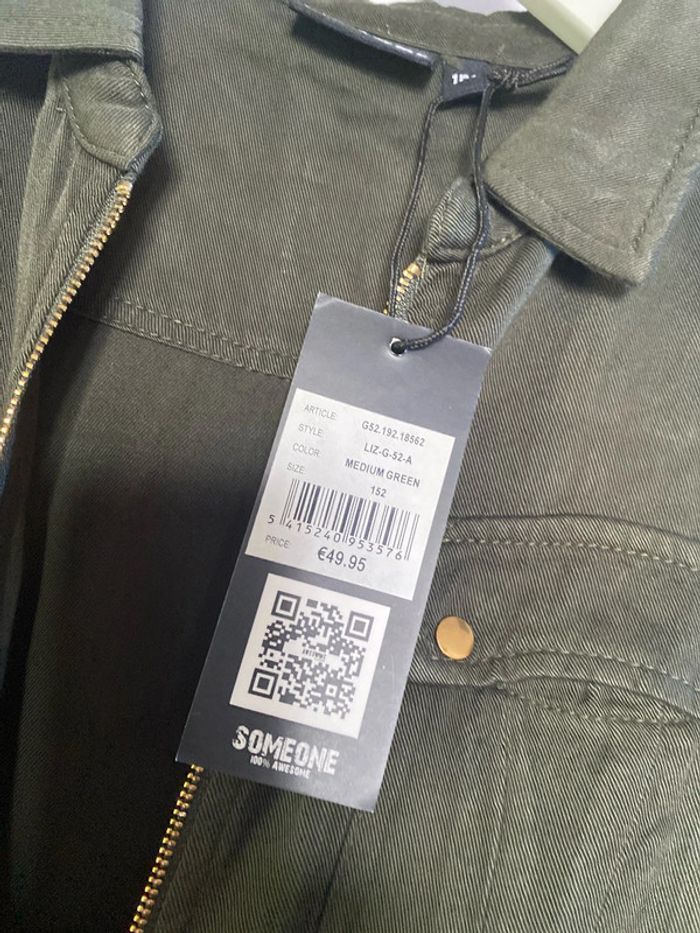 ARTICLE: G52.192.18562
STYLE: LIZ-G-52-A
COLOR: MEDIUM GREEN
SIZE: 152
5 415240 953576
PRICE: €49.95
SOMEONE
100% AWESOME